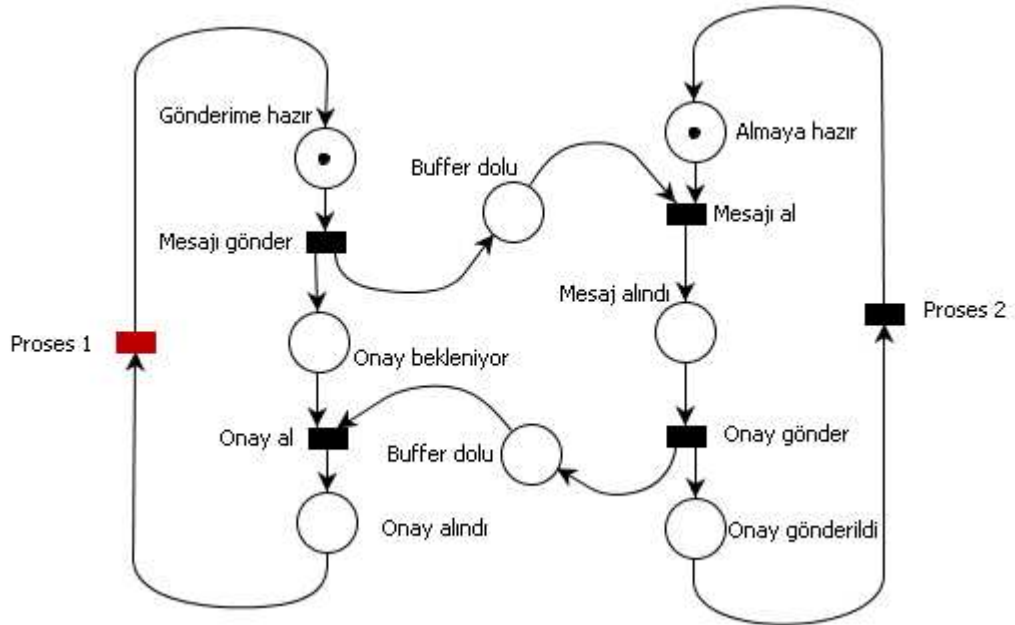 Gönderime hazır
Almaya hazır
Buffer dolu
Mesajı gönder
Mesajı al
Mesaj alındı
Proses 1
Proses 2
Onay bekleniyor
Onay al
Buffer dolu
Onay gönder
Onay alındı
Onay gönderildi